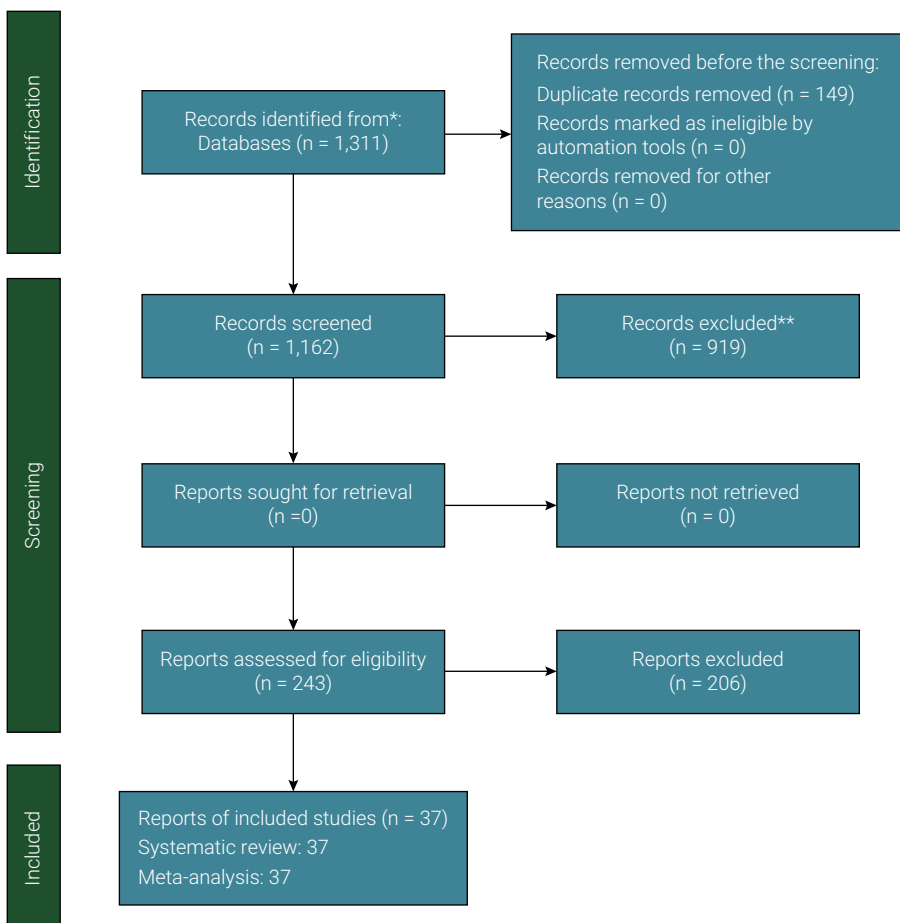 Identification
Records identified from*:
Databases (n = 1,311)
Records removed before the screening:
Duplicate records removed (n = 149)
Records marked as ineligible by
automation tools (n = 0)
Records removed for other
reasons (n = 0)
Screening
Records screened
(n = 1,162)
Records excluded**
(n = 919)
Reports sought for retrieval
(n =0)
Reports not retrieved
(n = 0)
Reports assessed for eligibility
(n = 243)
Reports excluded
(n = 206)
Included
Reports of included studies (n = 37)
Systematic review: 37
Meta-analysis: 37